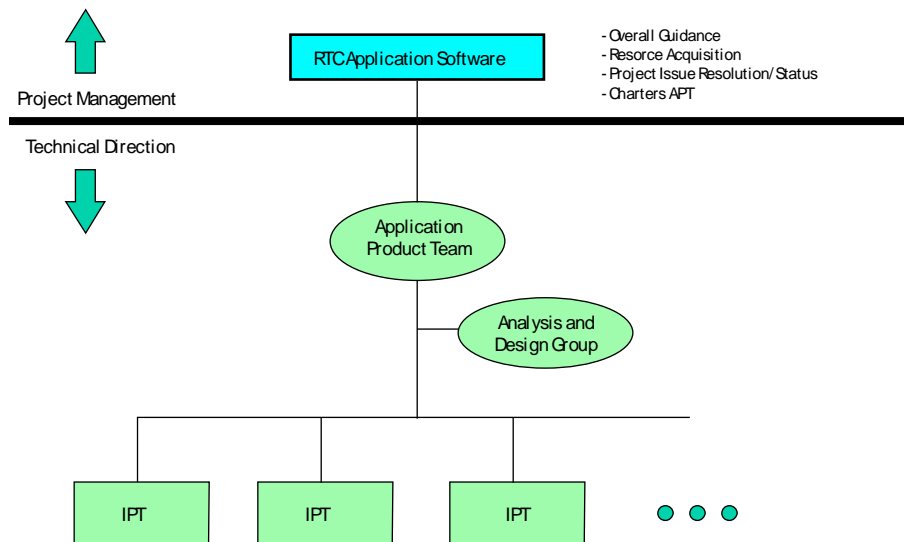 RTC Application Software
- Overall Guidance
- Resorce Acquisition
- Project Issue Resolution/Status
- Charters APT
Project Management
Technical Direction
Application
Product Team
Analysis and
Design Group
IPT
IPT
IPT